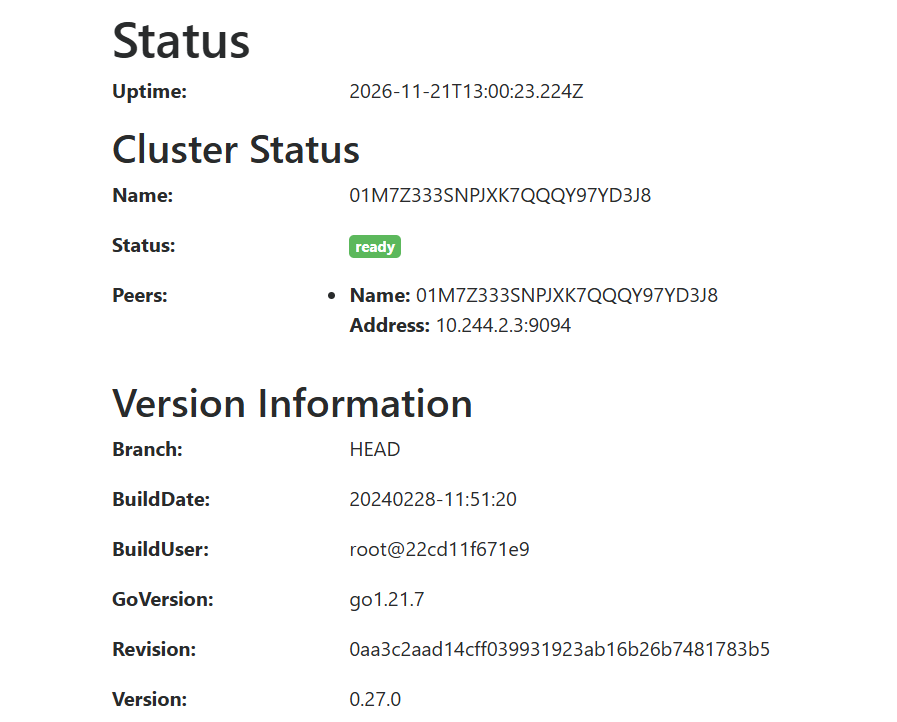 Status
Uptime: 2026-11-21T13:00:23.224Z
Cluster Status
Name: 01M7Z333SNPJXK7QQQY97YD3J8
Status: ready
Peers: • Name: 01M7Z333SNPJXK7QQQY97YD3J8
Address: 10.244.2.3:9094
Version Information
Branch: HEAD
BuildDate: 20240228-11:51:20
BuildUser: root@22cd11f671e9
GoVersion: go1.21.7
Revision: 0aa3c2aad14cff039931923ab16b26b7481783b5
Version: 0.27.0